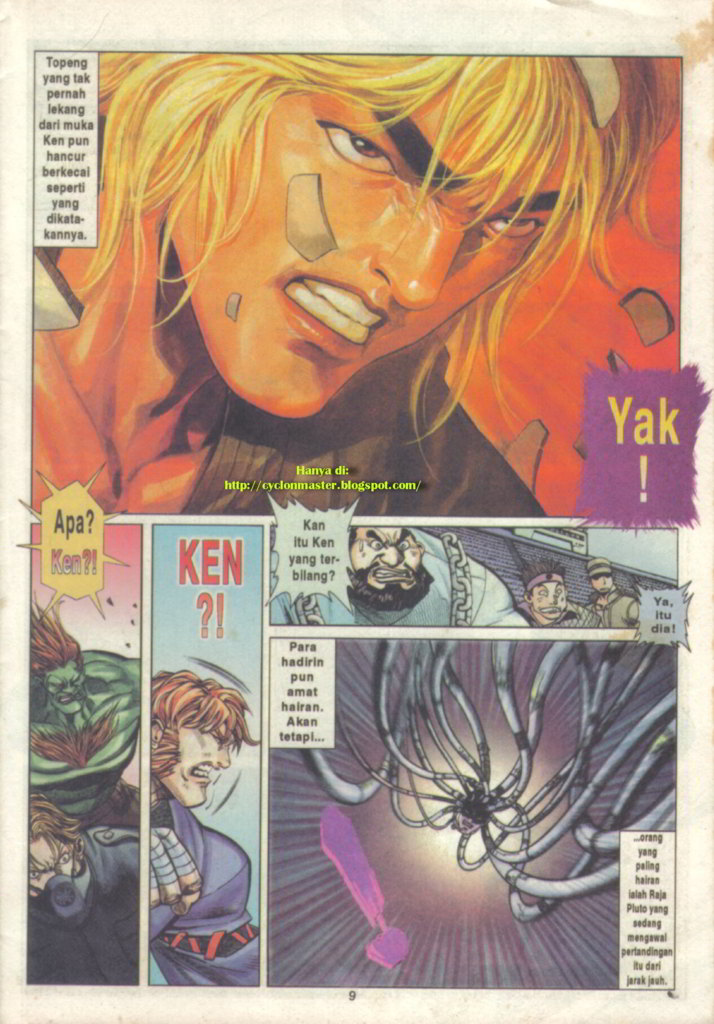 Topeng
yang tak
pernah
lekang
dari muka
Ken pun
hancur
berkecai
seperti
yang
dikata-
kannya.
Yak
!
Hanya di:
http://cyclonmaster.blogspot.com/
Apa?
Ken?!
KEN
?!
Kan
itu Ken
yang ter-
bilang?
Ya,
itu
dia!
Para
hadirin
pun
amat
hairan.
Akan
tetapi...
...orang
yang
paling
hairan
ialah Raja
Pluto yang
sedang
mengawal
pertandingan
itu dari
jarak jauh.
9